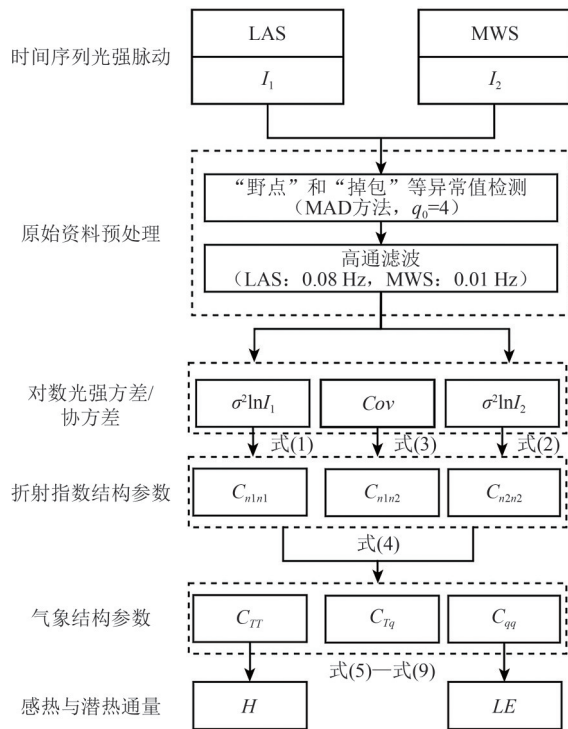 LAS
MWS
时间序列光强脉动
I₁
I₂
“野点”和“掉包”等异常值检测
（MAD方法，q₀=4）
原始资料预处理
高通滤波
（LAS：0.08 Hz，MWS：0.01 Hz）
对数光强方差/
协方差
σ²lnI₁
Cov
σ²lnI₂
式(1)
式(3)
式(2)
折射指数结构参数
Cₙ₁ₙ₁
Cₙ₁ₙ₂
Cₙ₂ₙ₂
式(4)
气象结构参数
C_TT
C_Tq
C_qq
式(5)—式(9)
感热与潜热通量
H
LE